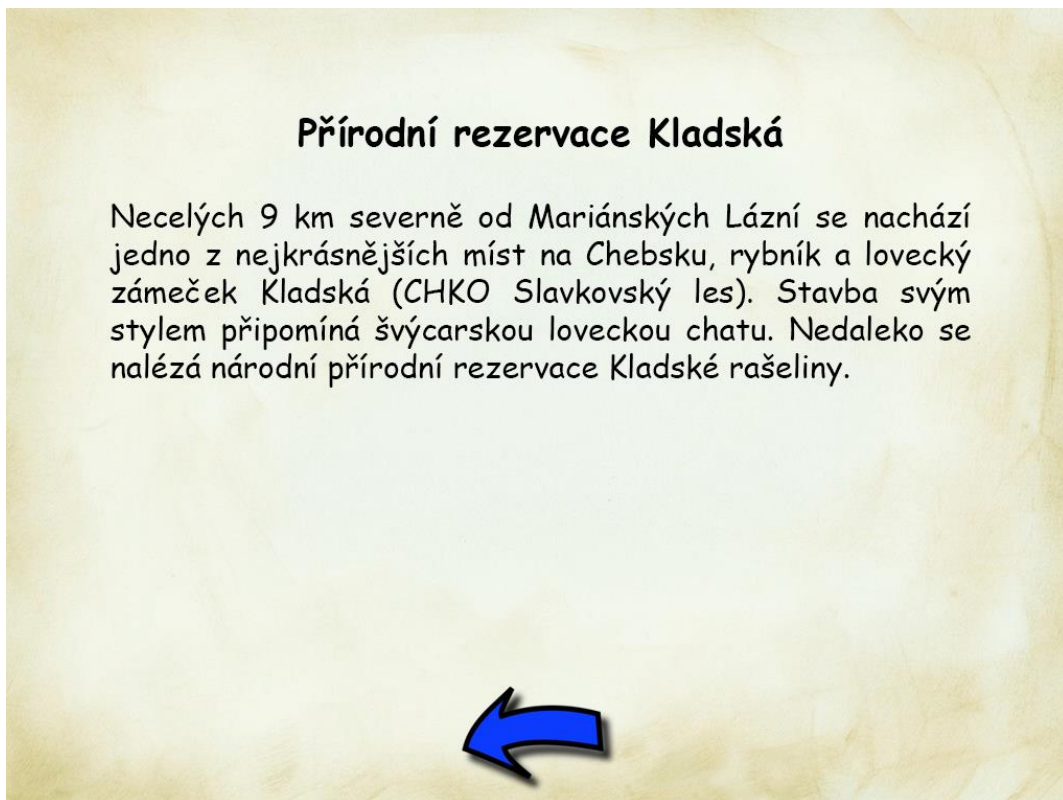 Přírodní rezervace Kladská
Necelých 9 km severně od Mariánských Lázní se nachází
jedno z nejkrásnějších míst na Chebsku, rybník a lovecký
zámeček Kladská (CHKO Slavkovský les). Stavba svým
stylem připomíná švýcarskou loveckou chatu. Nedaleko se
nalézá národní přírodní rezervace Kladské rašeliny.